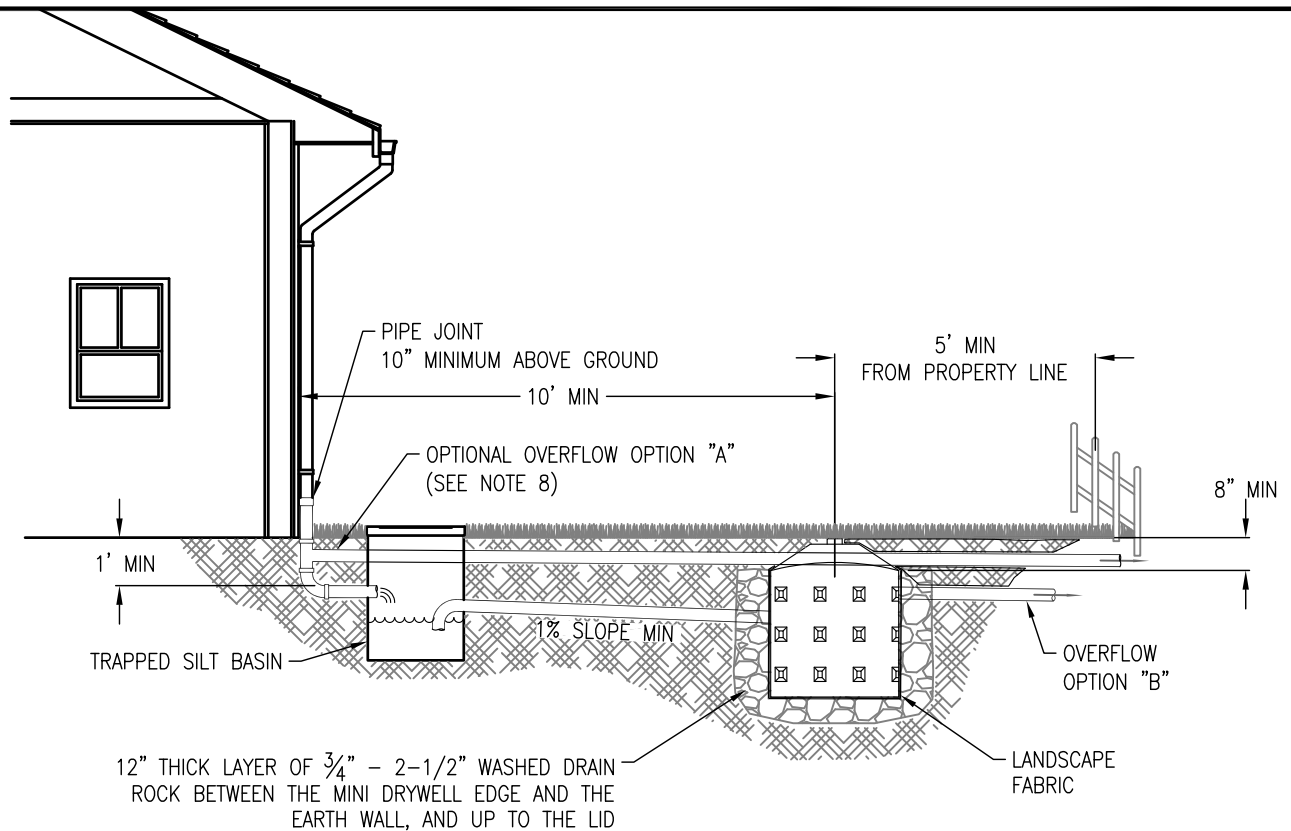 PIPE JOINT
10" MINIMUM ABOVE GROUND
5' MIN
FROM PROPERTY LINE
10' MIN
OPTIONAL OVERFLOW OPTION "A"
(SEE NOTE 8)
8" MIN
1' MIN
1% SLOPE MIN
TRAPPED SILT BASIN
OVERFLOW
OPTION "B"
12" THICK LAYER OF 3/4" - 2-1/2" WASHED DRAIN
ROCK BETWEEN THE MINI DRYWELL EDGE AND THE
EARTH WALL, AND UP TO THE LID
LANDSCAPE
FABRIC